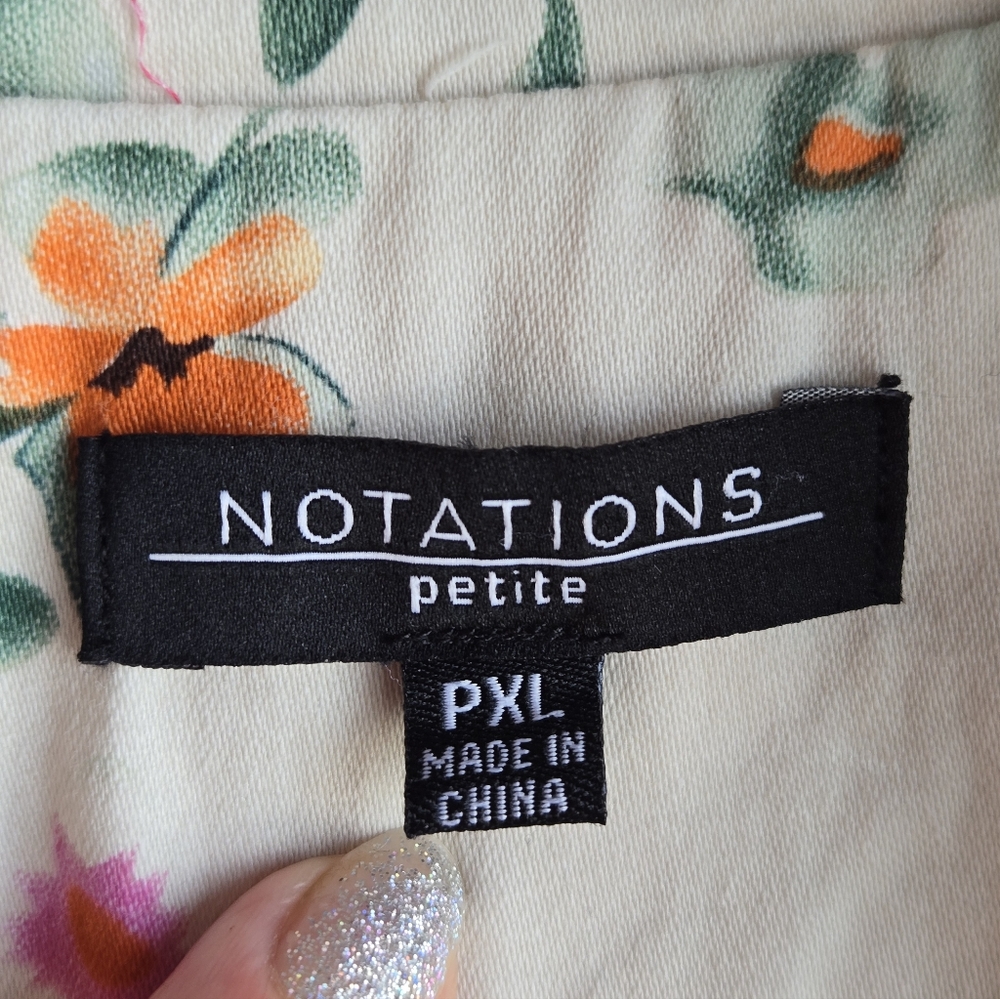 NOTATIONS
petite
PXL
MADE IN
CHINA